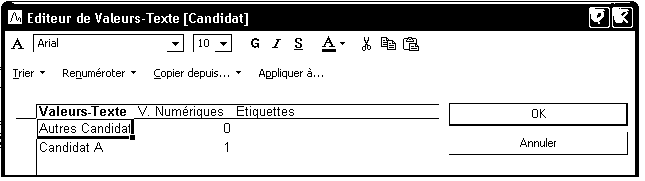 Editeur de Valeurs-Texte [Candidat]
A Arial 10 G I S A
Trier Renuméroter Copier depuis... Appliquer à...
Valeurs-Texte V. Numériques Etiquettes
OK
Autres Candidat 0
Annuler
Candidat A 1